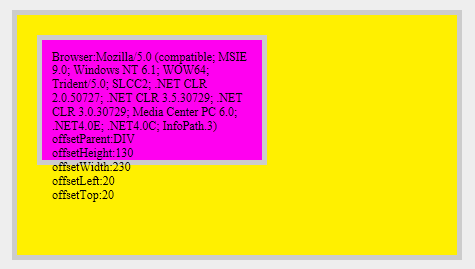 Browser:Mozilla/5.0 (compatible; MSIE
9.0; Windows NT 6.1; WOW64;
Trident/5.0; SLCC2; .NET CLR
2.0.50727; .NET CLR 3.5.30729; .NET
CLR 3.0.30729; Media Center PC 6.0;
.NET4.0E; .NET4.0C; InfoPath.3)
offsetParent:DIV
offsetHeight:130
offsetWidth:230
offsetLeft:20
offsetTop:20